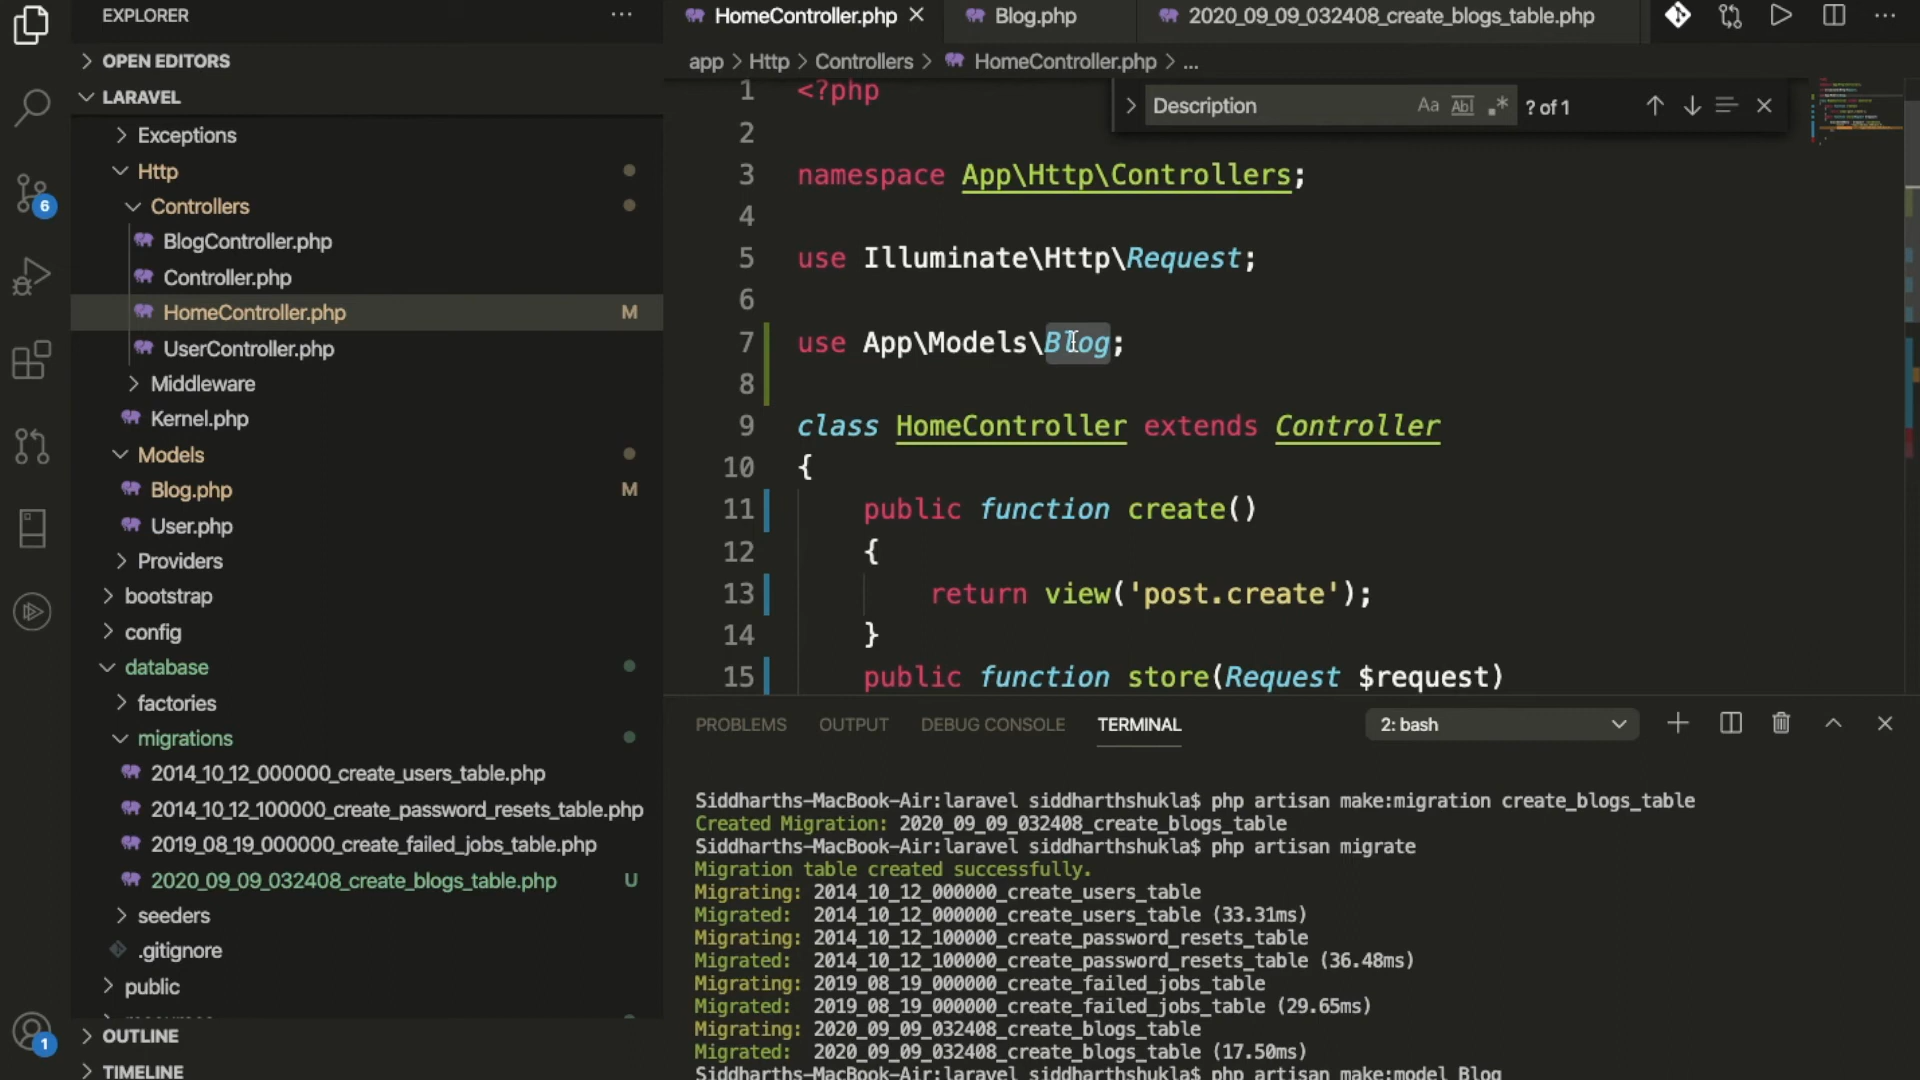 EXPLORER
...
OPEN EDITORS
LARAVEL
Exceptions
Http
Controllers
BlogController.php
Controller.php
HomeController.php M
UserController.php
Middleware
Kernel.php
Models
Blog.php M
User.php
Providers
bootstrap
config
database
factories
migrations
2014_10_12_000000_create_users_table.php
2014_10_12_100000_create_password_resets_table.php
2019_08_19_000000_create_failed_jobs_table.php
2020_09_09_032408_create_blogs_table.php U
seeders
.gitignore
public
OUTLINE
TIMELINE
6
1
HomeController.php Blog.php 2020_09_09_032408_create_blogs_table.php
app > Http > Controllers > HomeController.php > ...
Description Aa Abl .* ? of 1
1 <?php
2
3 namespace App\Http\Controllers;
4
5 use Illuminate\Http\Request;
6
7 use App\Models\Blog;
8
9 class HomeController extends Controller
10 {
11 public function create()
12 {
13 return view('post.create');
14 }
15 public function store(Request $request)
PROBLEMS OUTPUT DEBUG CONSOLE TERMINAL 2: bash
Siddharths-MacBook-Air:laravel siddharthshukla$ php artisan make:migration create_blogs_table
Created Migration: 2020_09_09_032408_create_blogs_table
Siddharths-MacBook-Air:laravel siddharthshukla$ php artisan migrate
Migration table created successfully.
Migrating: 2014_10_12_000000_create_users_table
Migrated: 2014_10_12_000000_create_users_table (33.31ms)
Migrating: 2014_10_12_100000_create_password_resets_table
Migrated: 2014_10_12_100000_create_password_resets_table (36.48ms)
Migrating: 2019_08_19_000000_create_failed_jobs_table
Migrated: 2019_08_19_000000_create_failed_jobs_table (29.65ms)
Migrating: 2020_09_09_032408_create_blogs_table
Migrated: 2020_09_09_032408_create_blogs_table (17.50ms)
Siddharths-MacBook-Air:laravel siddharthshukla$ php artisan make:model Blog